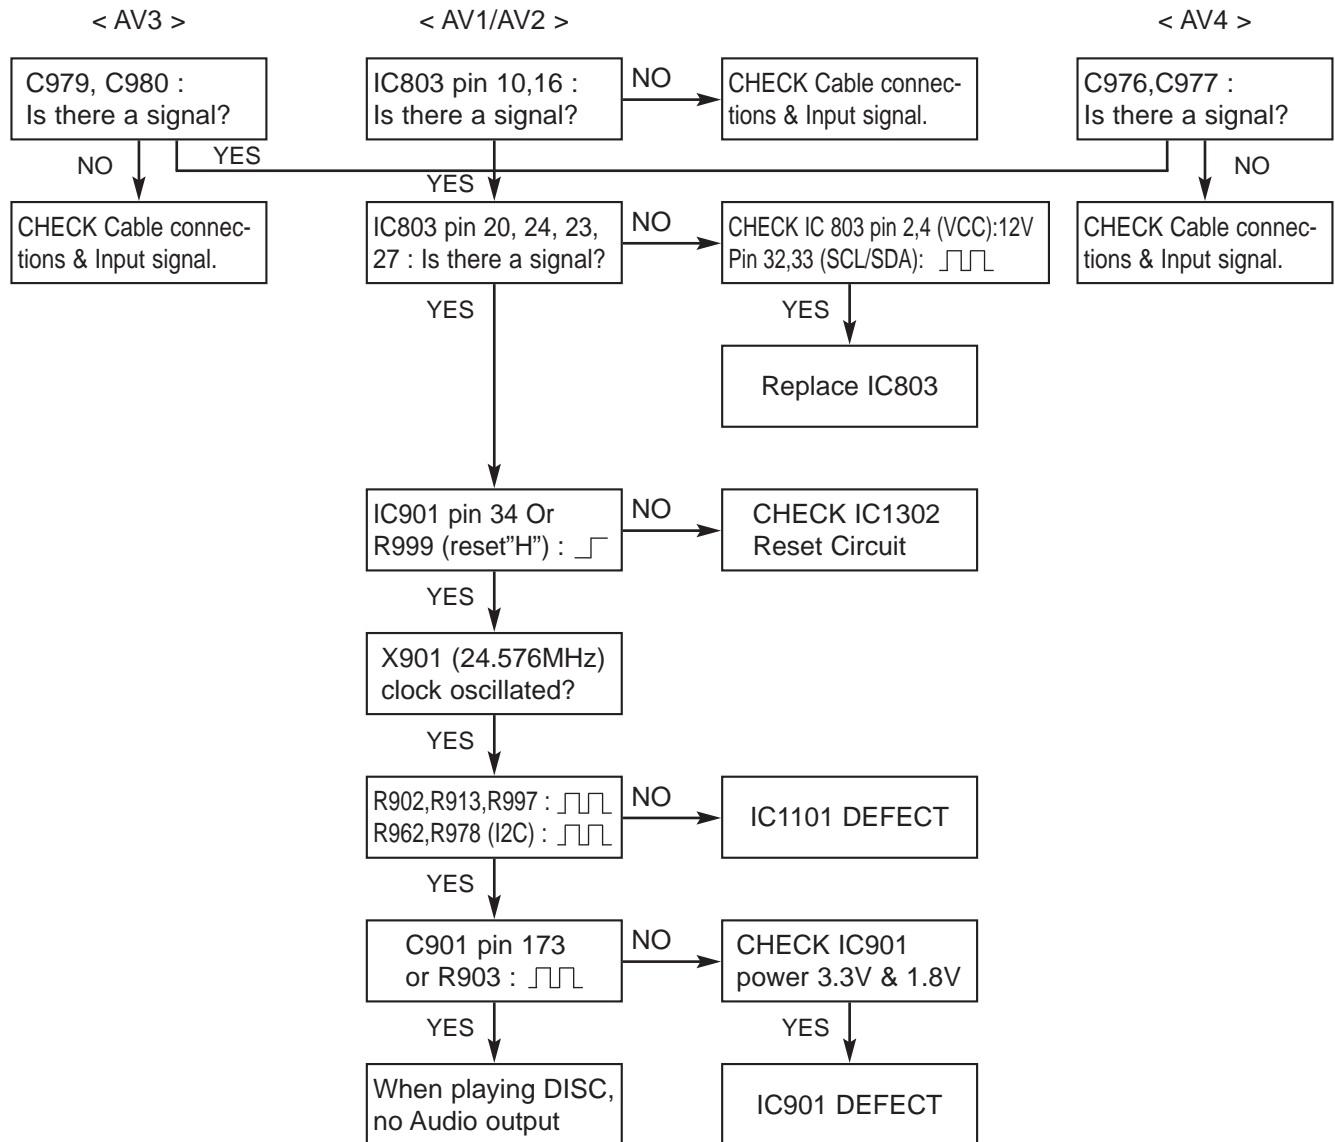 < AV3 >
< AV1/AV2 >
< AV4 >
C979, C980 :
Is there a signal?
IC803 pin 10,16 :
Is there a signal?
NO
CHECK Cable connec-
tions & Input signal.
C976,C977 :
Is there a signal?
NO
YES
YES
NO
CHECK Cable connec-
tions & Input signal.
IC803 pin 20, 24, 23,
27 : Is there a signal?
NO
CHECK IC 803 pin 2,4 (VCC):12V
Pin 32,33 (SCL/SDA):
CHECK Cable connec-
tions & Input signal.
YES
YES
Replace IC803
IC901 pin 34 Or
R999 (reset”H”) :
NO
CHECK IC1302
Reset Circuit
YES
X901 (24.576MHz)
clock oscillated?
YES
R902,R913,R997 :
R962,R978 (I2C) :
NO
IC1101 DEFECT
YES
C901 pin 173
or R903 :
NO
CHECK IC901
power 3.3V & 1.8V
YES
YES
When playing DISC,
no Audio output
IC901 DEFECT